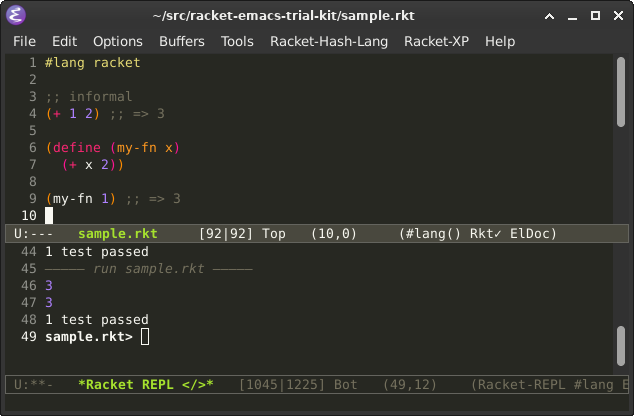 ~/src/racket-emacs-trial-kit/sample.rkt
File Edit Options Buffers Tools Racket-Hash-Lang Racket-XP Help
1 #lang racket
2
3 ;; informal
4 (+ 1 2) ;; => 3
5
6 (define (my-fn x)
7   (+ x 2))
8
9 (my-fn 1) ;; => 3
10
U:--- sample.rkt [92|92] Top (10,0) (#lang() Rkt✓ ElDoc)
44 1 test passed
45 ————— run sample.rkt —————
46 3
47 3
48 1 test passed
49 sample.rkt>
U:**- *Racket REPL </>* [1045|1225] Bot (49,12) (Racket-REPL #lang E